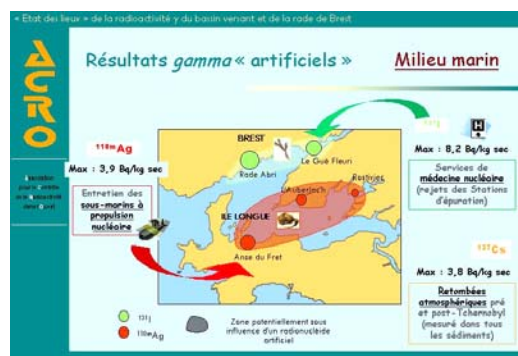 « Etat des lieux » de la radioactivité γ du bassin versant et de la rade de Brest
ACRO
Résultats gamma « artificiels »
Milieu marin
110mAg
Max : 3,9 Bq/kg sec
Entretien des
sous-marins à
propulsion
nucléaire
BREST
Rade Abri
Le Gué Fleuri
Rostiviec
L'Auberlac'h
ILE LONGUE
Anse du Fret
131I
Max : 8,2 Bq/kg sec
Services de
médecine nucléaire
(rejets des Stations
d'épuration)
137Cs
Max : 3,8 Bq/kg sec
Retombées
atmosphériques pré
et post-Tchernobyl
(mesuré dans tous
les sédiments)
131I
110mAg
Zone potentiellement sous
influence d'un radionucléide
artificiel